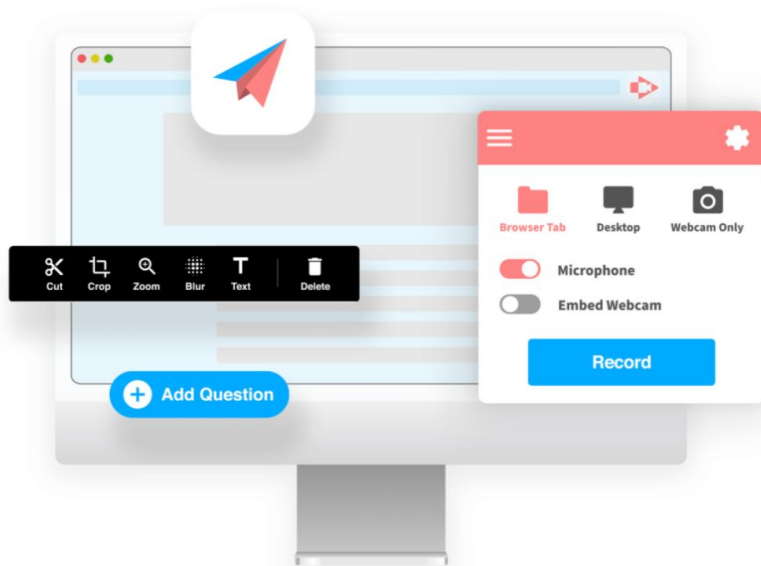 Browser Tab Desktop Webcam Only
Microphone
Embed Webcam
Record
Cut Crop Zoom Blur Text Delete
Add Question